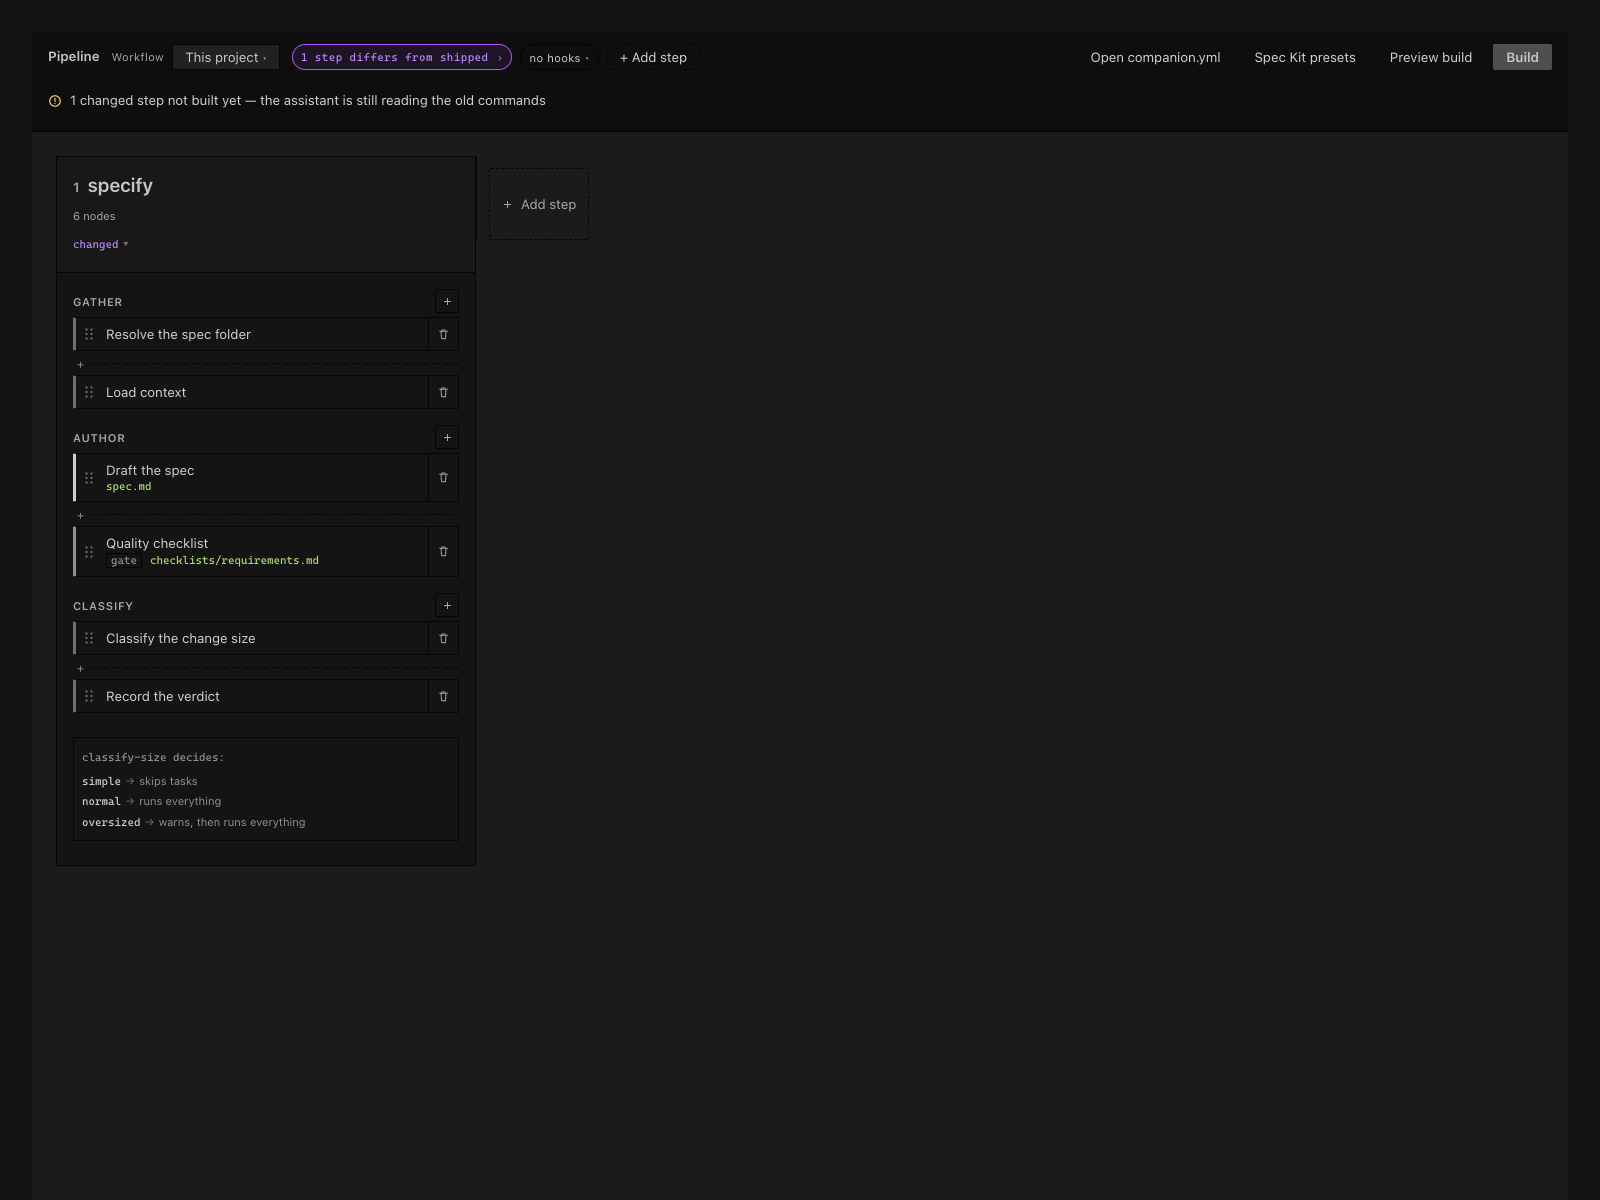 Pipeline Workflow This project 1 step differs from shipped › no hooks + Add step Open companion.yml Spec Kit presets Preview build Build
1 changed step not built yet — the assistant is still reading the old commands
1 specify
6 nodes
changed ▾
+ Add step
GATHER +
Resolve the spec folder
+
Load context
AUTHOR +
Draft the spec
spec.md
+
Quality checklist
gate checklists/requirements.md
CLASSIFY +
Classify the change size
+
Record the verdict
classify-size decides:
simple → skips tasks
normal → runs everything
oversized → warns, then runs everything